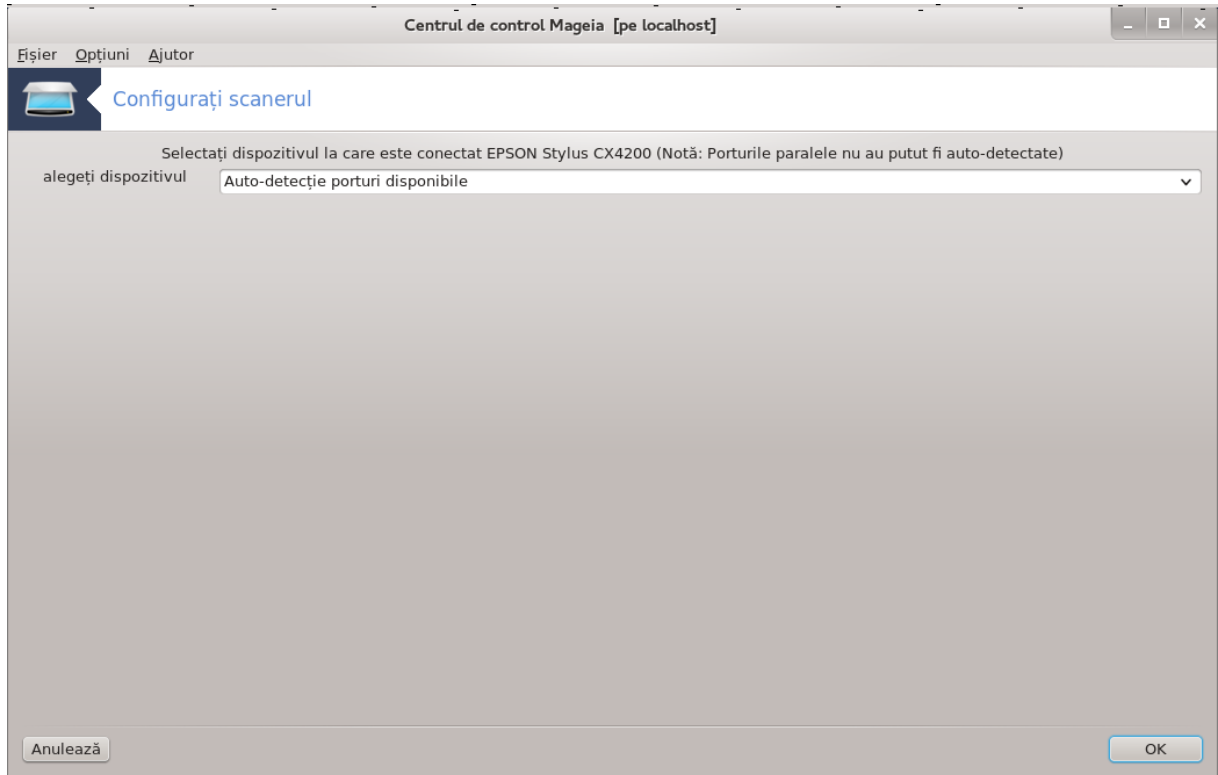 Centrul de control Mageia [pe localhost]
Fișier Opțiuni Ajutor
Configurați scanerul
Selectați dispozitivul la care este conectat EPSON Stylus CX4200 (Notă: Porturile paralele nu au putut fi auto-detectate)
alegeți dispozitivul Auto-detecție porturi disponibile
Anulează OK